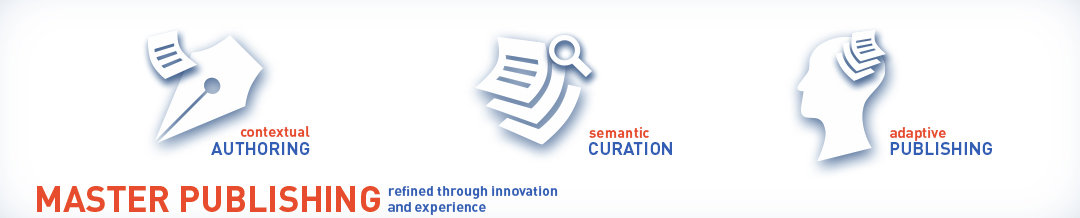 contextual
AUTHORING
semantic
CURATION
adaptive
PUBLISHING
MASTER PUBLISHING
refined through innovation
and experience